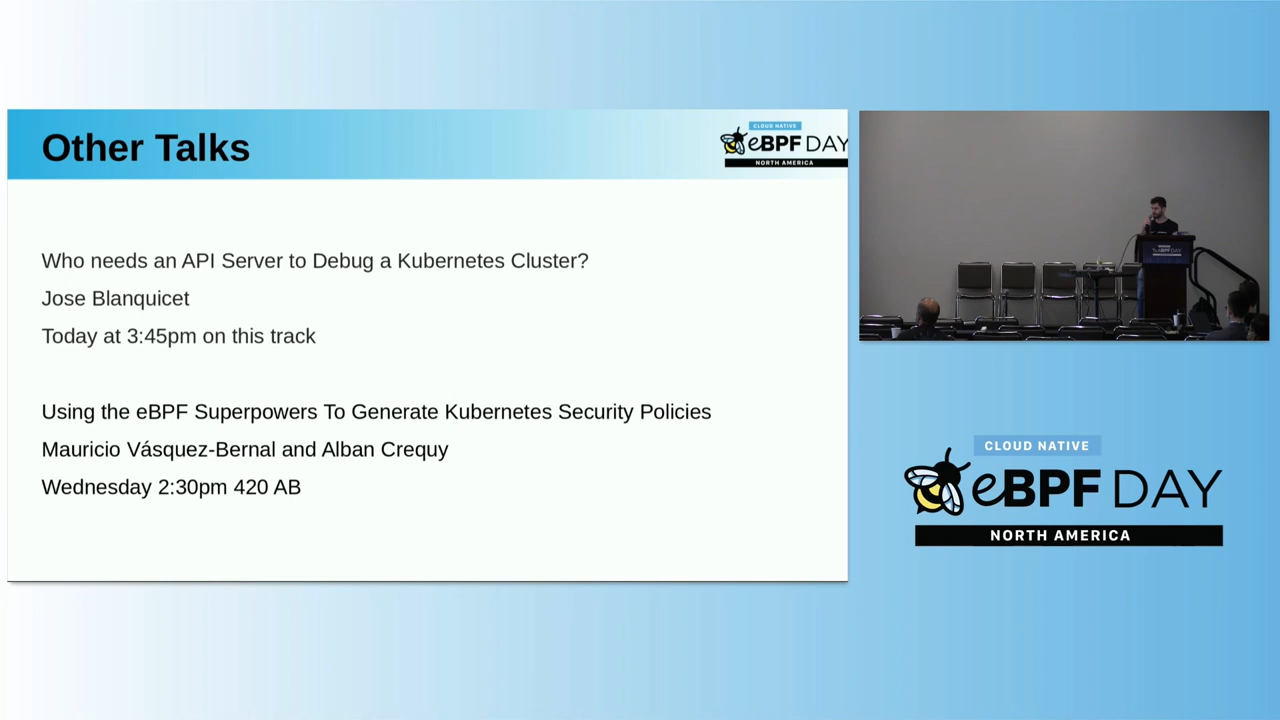 Other Talks
CLOUD NATIVE
eBPF DAY
NORTH AMERICA
Who needs an API Server to Debug a Kubernetes Cluster?
Jose Blanquicet
Today at 3:45pm on this track
Using the eBPF Superpowers To Generate Kubernetes Security Policies
Mauricio Vásquez-Bernal and Alban Crequy
Wednesday 2:30pm 420 AB
eBPF DAY
CLOUD NATIVE
eBPF DAY
NORTH AMERICA